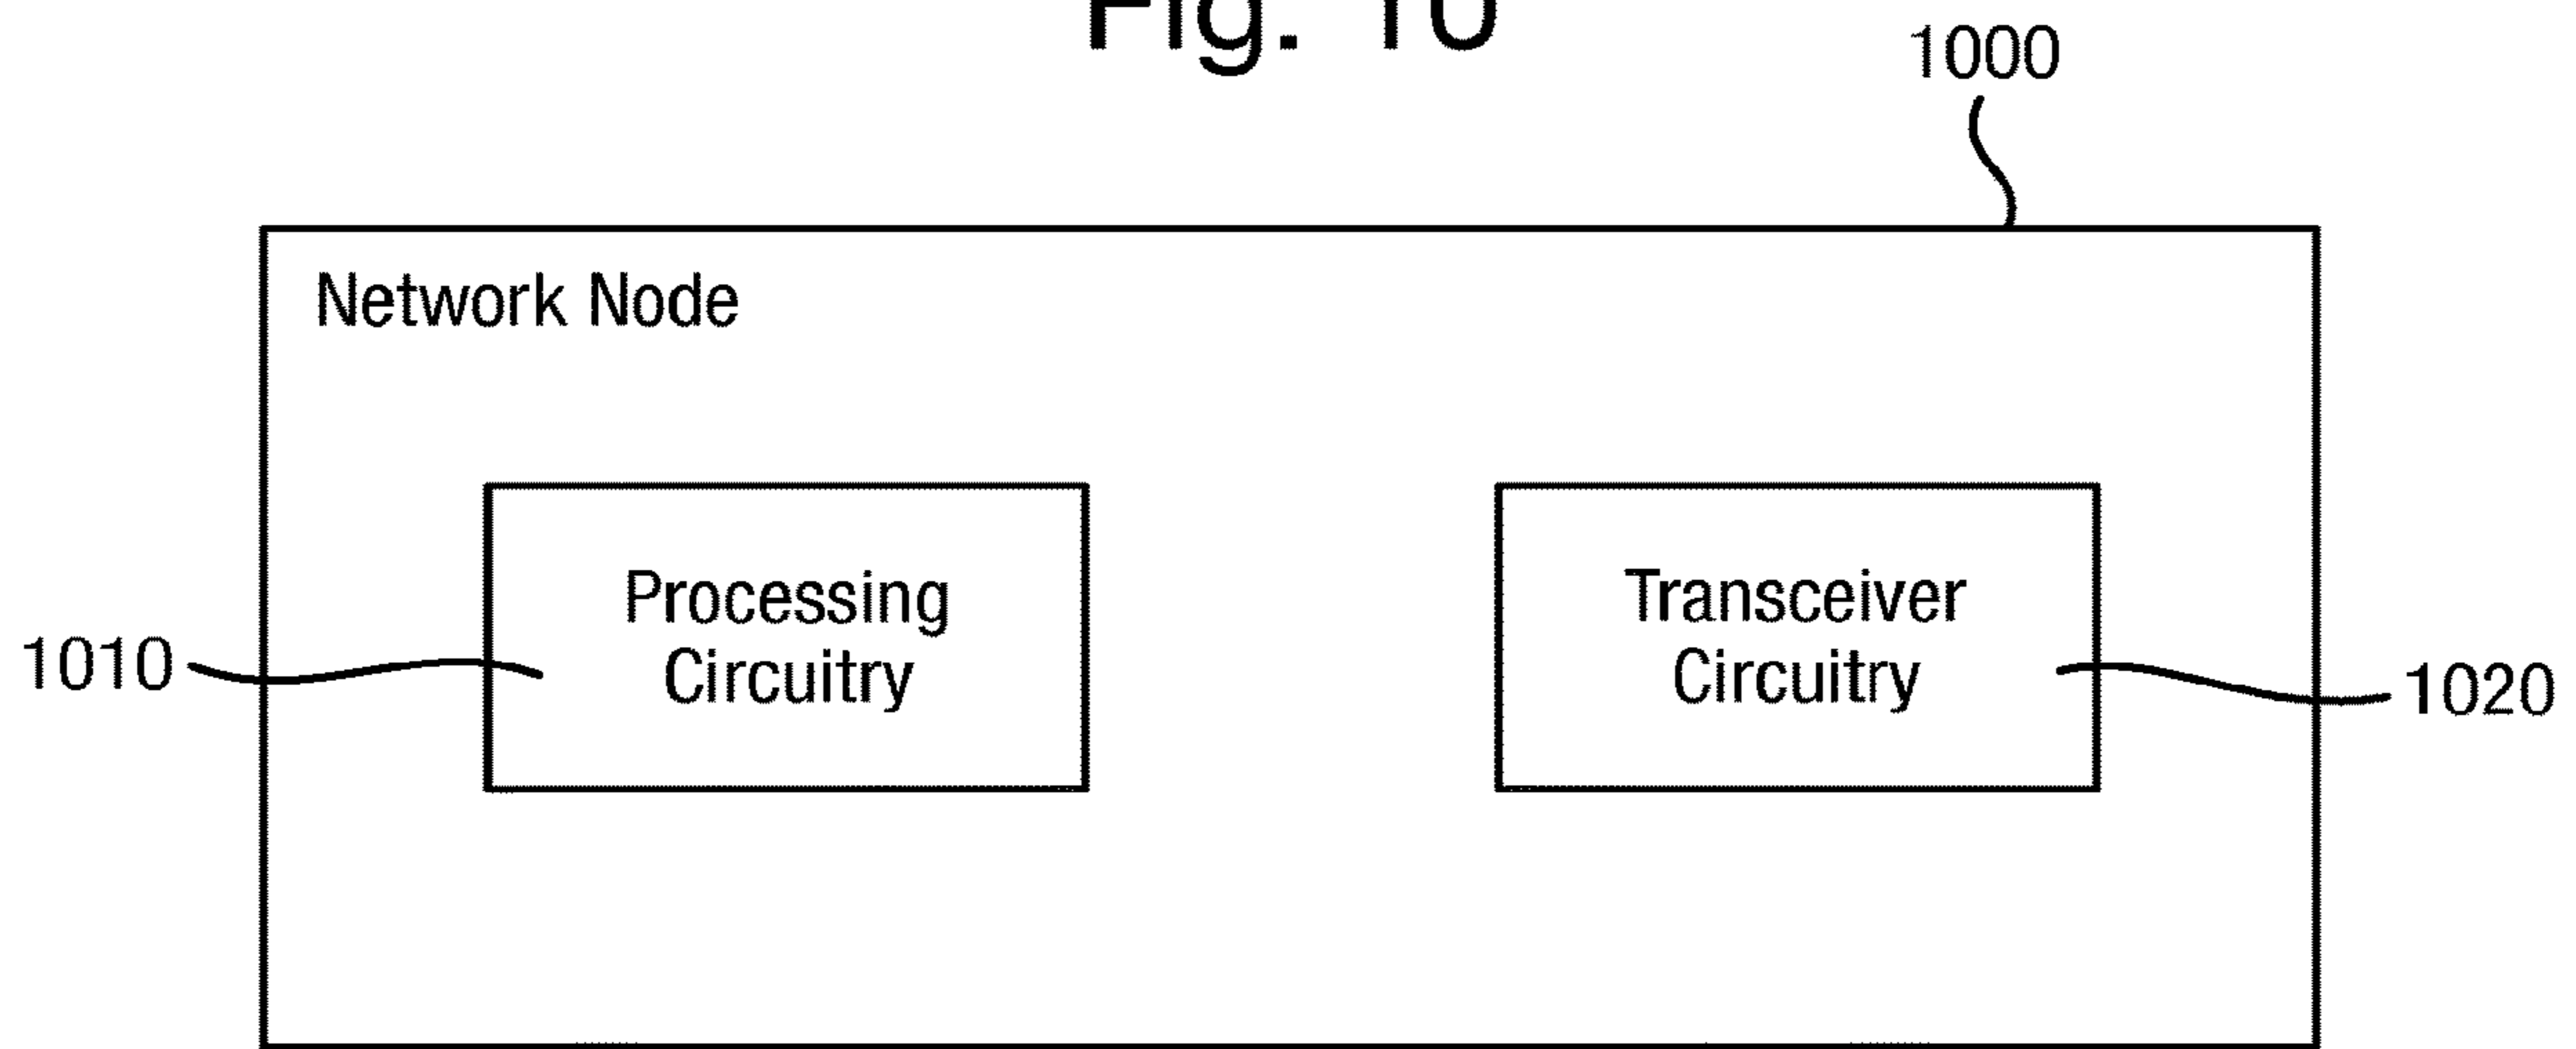 Fig. 10
1000
Network Node
Processing
Circuitry
Transceiver
Circuitry
1010
1020